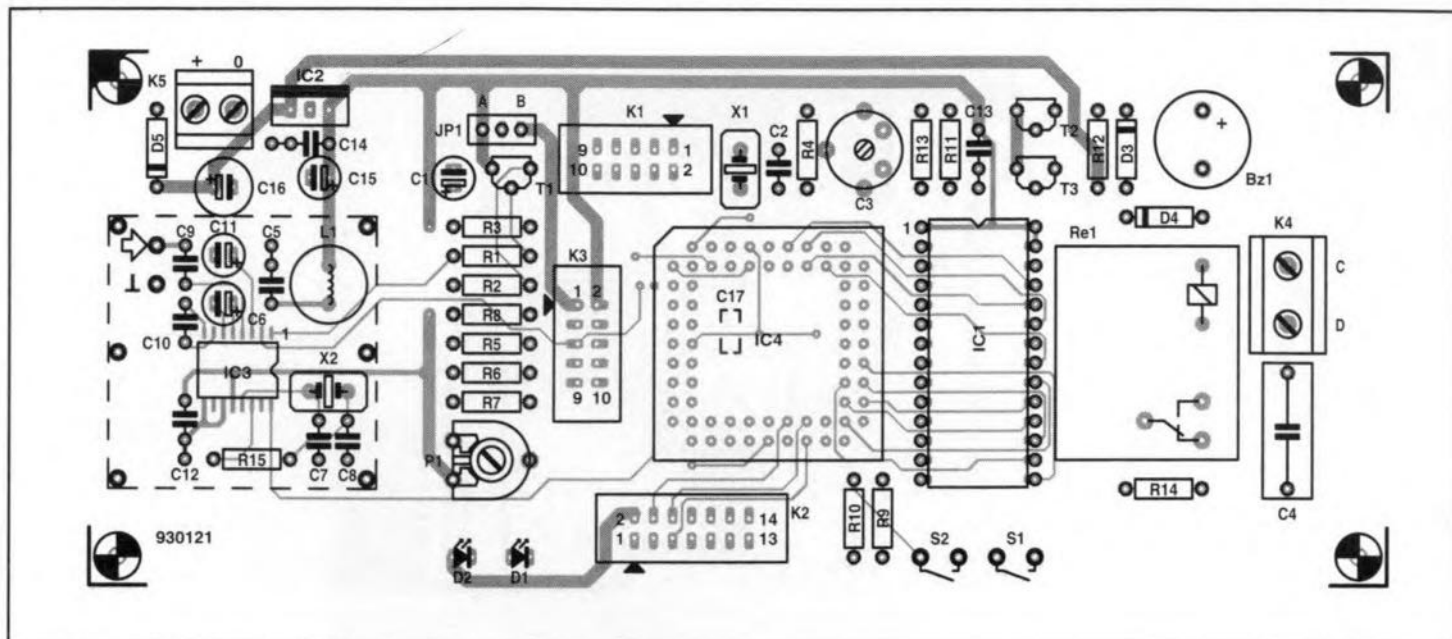 K5
+ 0
IC2
D5
C14
C16
C15
A B
JP1
C1
T1
K1
9 1
10 2
X1
C2
R4
C3
R13
R11
C13
T2
T3
R12
D3
+
Bz1
D4
C9
C11
C5
L1
C6
C10
1
IC3
X2
C12
R15
C7
C8
R3
R1
R2
R8
R5
R6
R7
P1
K3
1 2
9 10
C17
IC4
1
IC1
Re1
K4
C
D
R14
C4
930121
D2
D1
2 14
1 13
K2
R10
R9
S2
S1